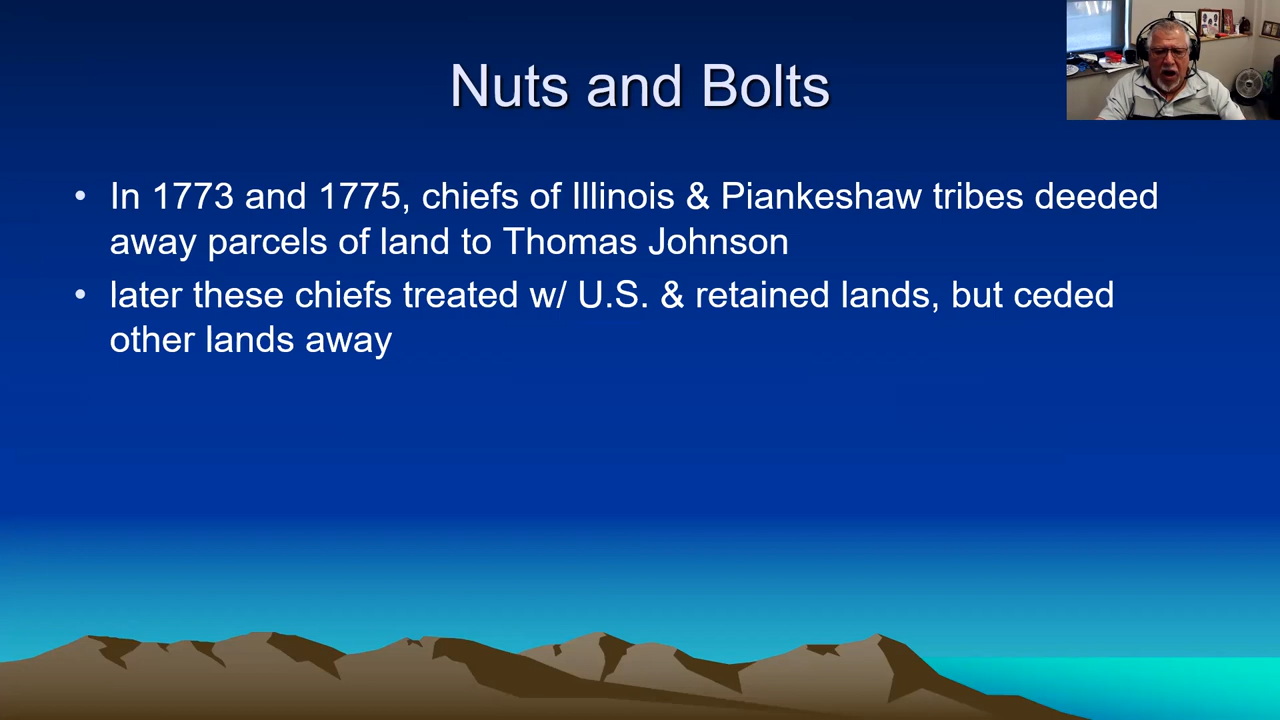 Nuts and Bolts
• In 1773 and 1775, chiefs of Illinois & Piankeshaw tribes deeded
away parcels of land to Thomas Johnson
• later these chiefs treated w/ U.S. & retained lands, but ceded
other lands away